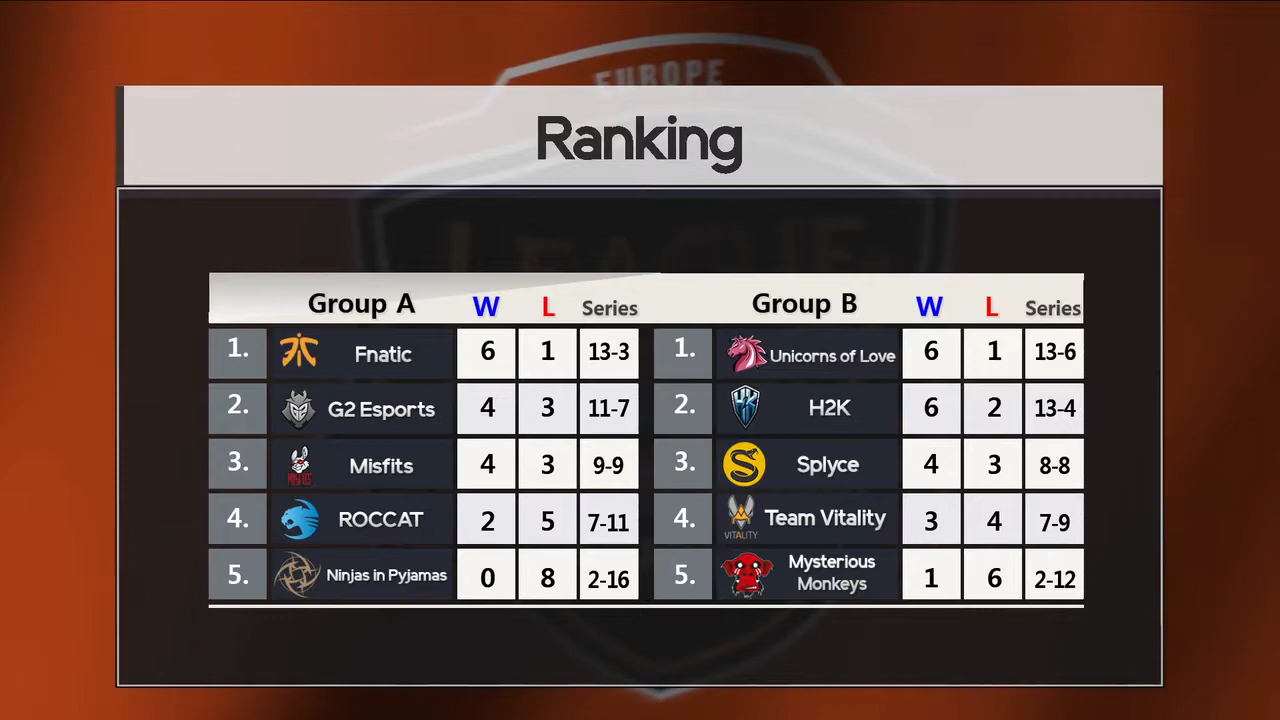 EUROPE
Ranking
LEAGUE
Group A W L Series Group B W L Series
1. Fnatic 6 1 13-3 1. Unicorns of Love 6 1 13-6
2. G2 Esports 4 3 11-7 2. H2K 6 2 13-4
3. MISFITS Misfits 4 3 9-9 3. Splyce 4 3 8-8
4. ROCCAT 2 5 7-11 4. VITALITY Team Vitality 3 4 7-9
5. Ninjas in Pyjamas 0 8 2-16 5. Mysterious Monkeys 1 6 2-12